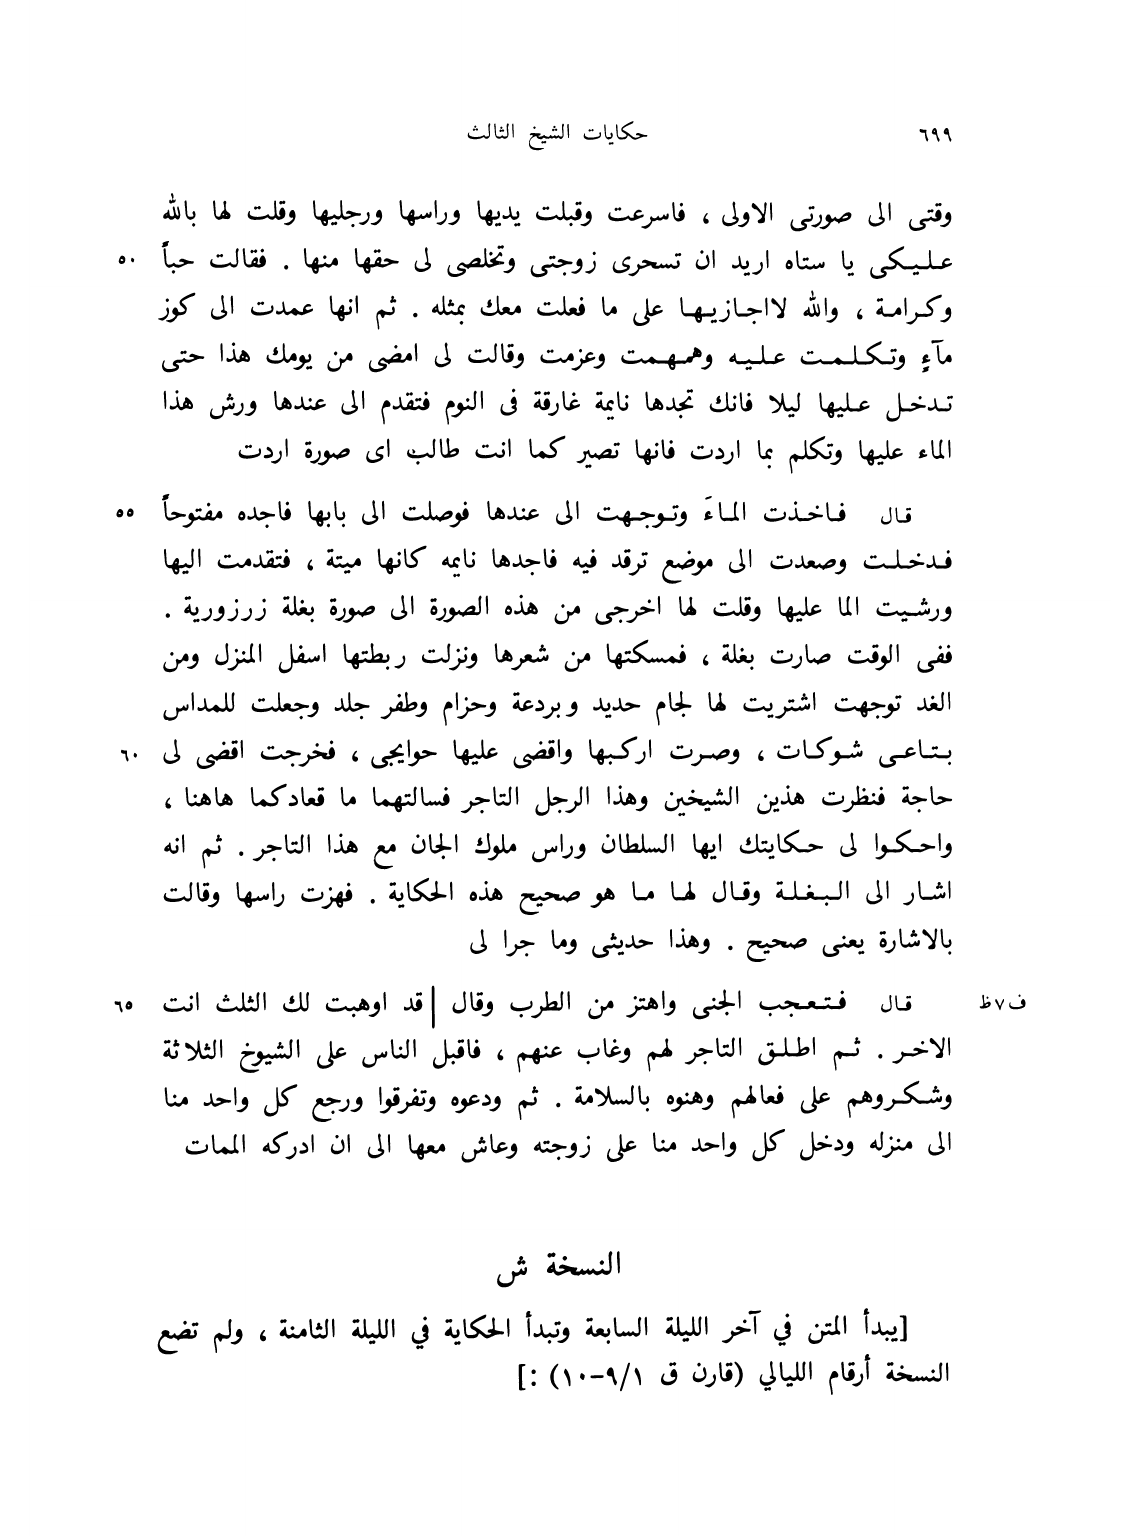 ٦٩٩ حكايات الشيخ الثالث
وقتى الى صورتى الاولى ، فاسرعت وقبلت يديها وراسها ورجليها وقلت لها بالله
عليكى يا ستاه اريد ان تسحرى زوجتى وتخلصى لى حقها منها . فقالت حباً ٥٠
وكرامة ، والله لااجازيها على ما فعلت معك بمثله . ثم انها عمدت الى كوز
مآءٍ وتكلمت عليه وهمهمت وعزمت وقالت لى امضى من يومك هذا حتى
تدخل عليها ليلا فانك تجدها نايمة غارقة فى النوم فتقدم الى عندها ورش هذا
الماء عليها وتكلم بما اردت فانها تصير كما انت طالب اى صورة اردت
قال فاخذت الماءَ وتوجهت الى عندها فوصلت الى بابها فاجده مفتوحاً ٥٥
فدخلت وصعدت الى موضع ترقد فيه فاجدها نايمه كانها ميتة ، فتقدمت اليها
ورشيت الما عليها وقلت لها اخرجى من هذه الصورة الى صورة بغلة زرزورية .
ففى الوقت صارت بغلة ، فمسكتها من شعرها ونزلت ربطتها اسفل المنزل ومن
الغد توجهت اشتريت لها لجام حديد وبردعة وحزام وطفر جلد وجعلت للمداس
بتاعى شوكات ، وصرت اركبها واقضى عليها حوايجى ، فخرجت اقضى لى ٦٠
حاجة فنظرت هذين الشيخين وهذا الرجل التاجر فسالتهما ما قعادكما هاهنا ،
واحكوا لى حكايتك ايها السلطان وراس ملوك الجان مع هذا التاجر . ثم انه
اشار الى البغلة وقال لها ما هو صحيح هذه الحكاية . فهزت راسها وقالت
بالاشارة يعنى صحيح . وهذا حديثى وما جرا لى
ف٧ظ قال فتعجب الجنى واهتز من الطرب وقال | قد اوهبت لك الثلث انت ٦٥
الاخر . ثم اطلق التاجر لهم وغاب عنهم ، فاقبل الناس على الشيوخ الثلاثة
وشكروهم على فعالهم وهنوه بالسلامة . ثم ودعوه وتفرقوا ورجع كل واحد منا
الى منزله ودخل كل واحد منا على زوجته وعاش معها الى ان ادركه الممات
النسخة ش
[يبدأ المتن في آخر الليلة السابعة وتبدأ الحكاية في الليلة الثامنة ، ولم تضع
النسخة أرقام الليالي (قارن ق ٩/١–١٠) :]